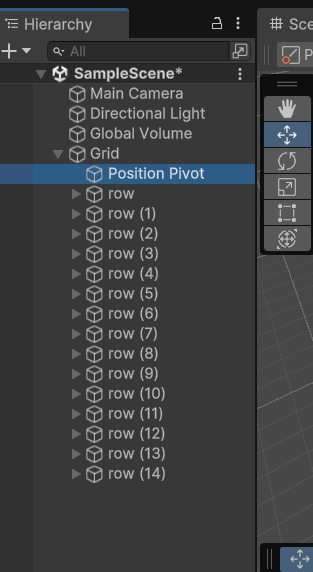 Hierarchy
All
SampleScene*
Main Camera
Directional Light
Global Volume
Grid
Position Pivot
row
row (1)
row (2)
row (3)
row (4)
row (5)
row (6)
row (7)
row (8)
row (9)
row (10)
row (11)
row (12)
row (13)
row (14)
Sce
P